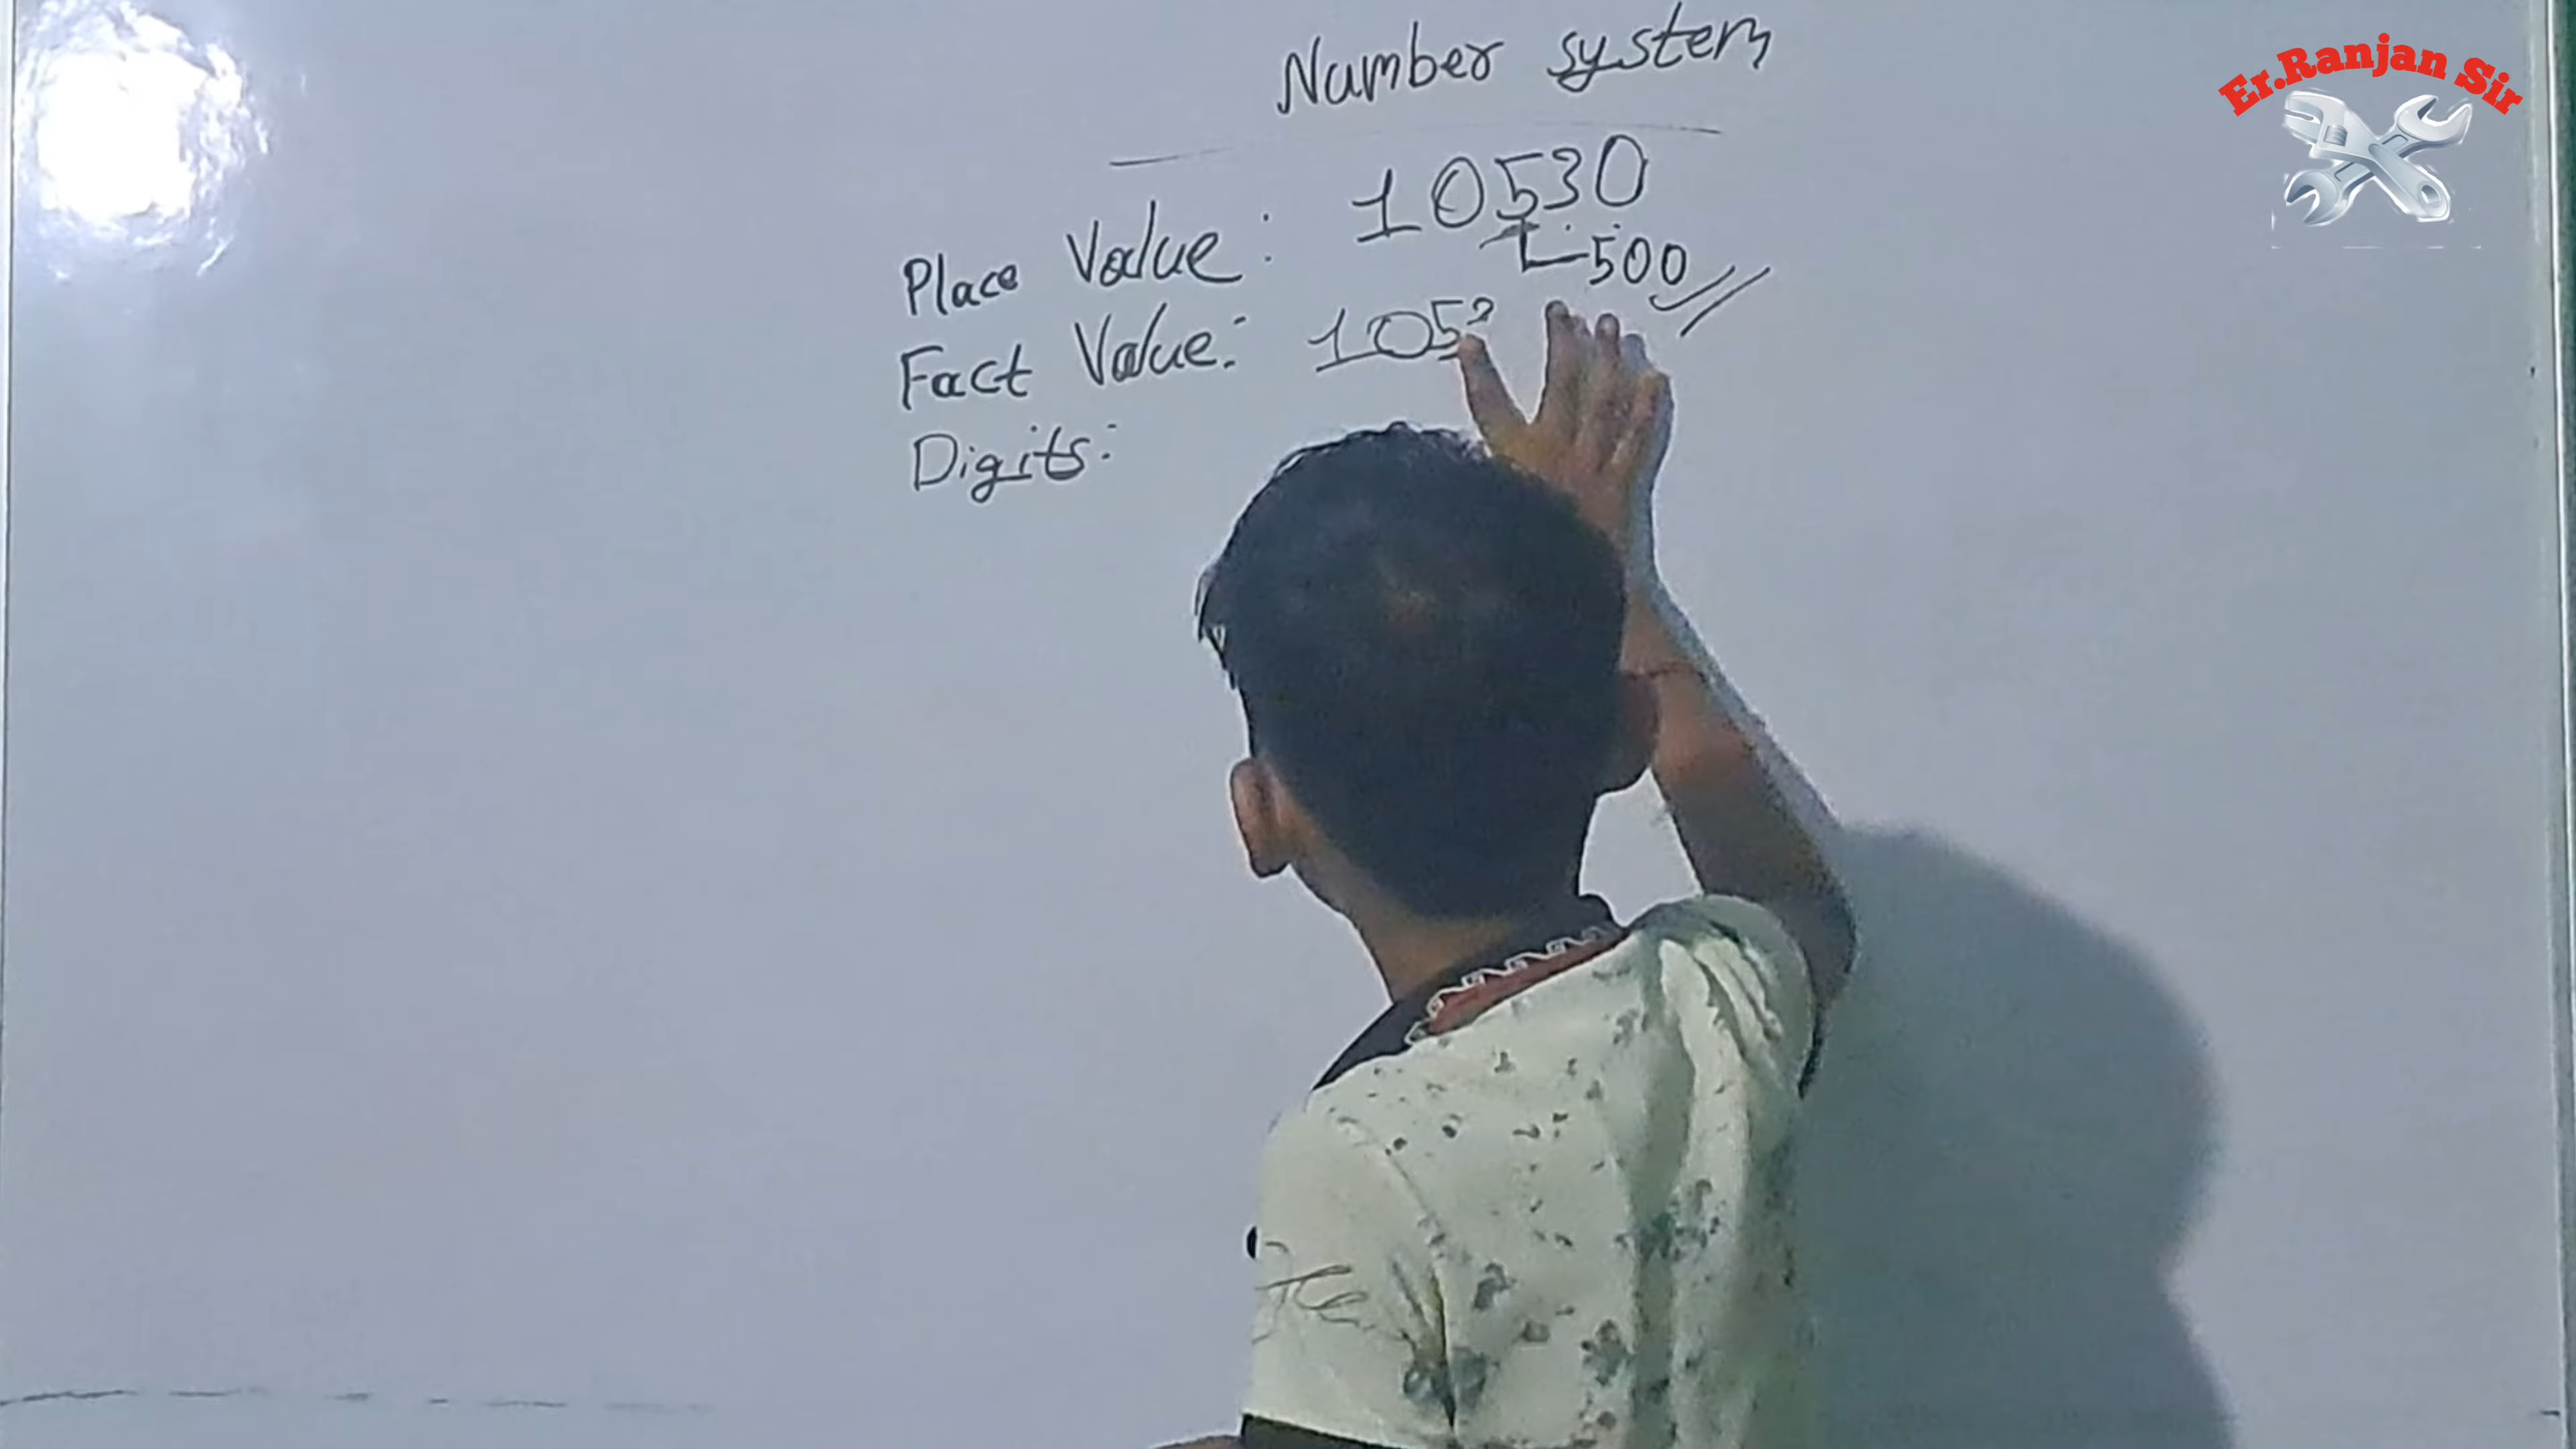 Number system
Er.Ranjan Sir
Place Value: 10530
500
Fact Value: 105
Digits: